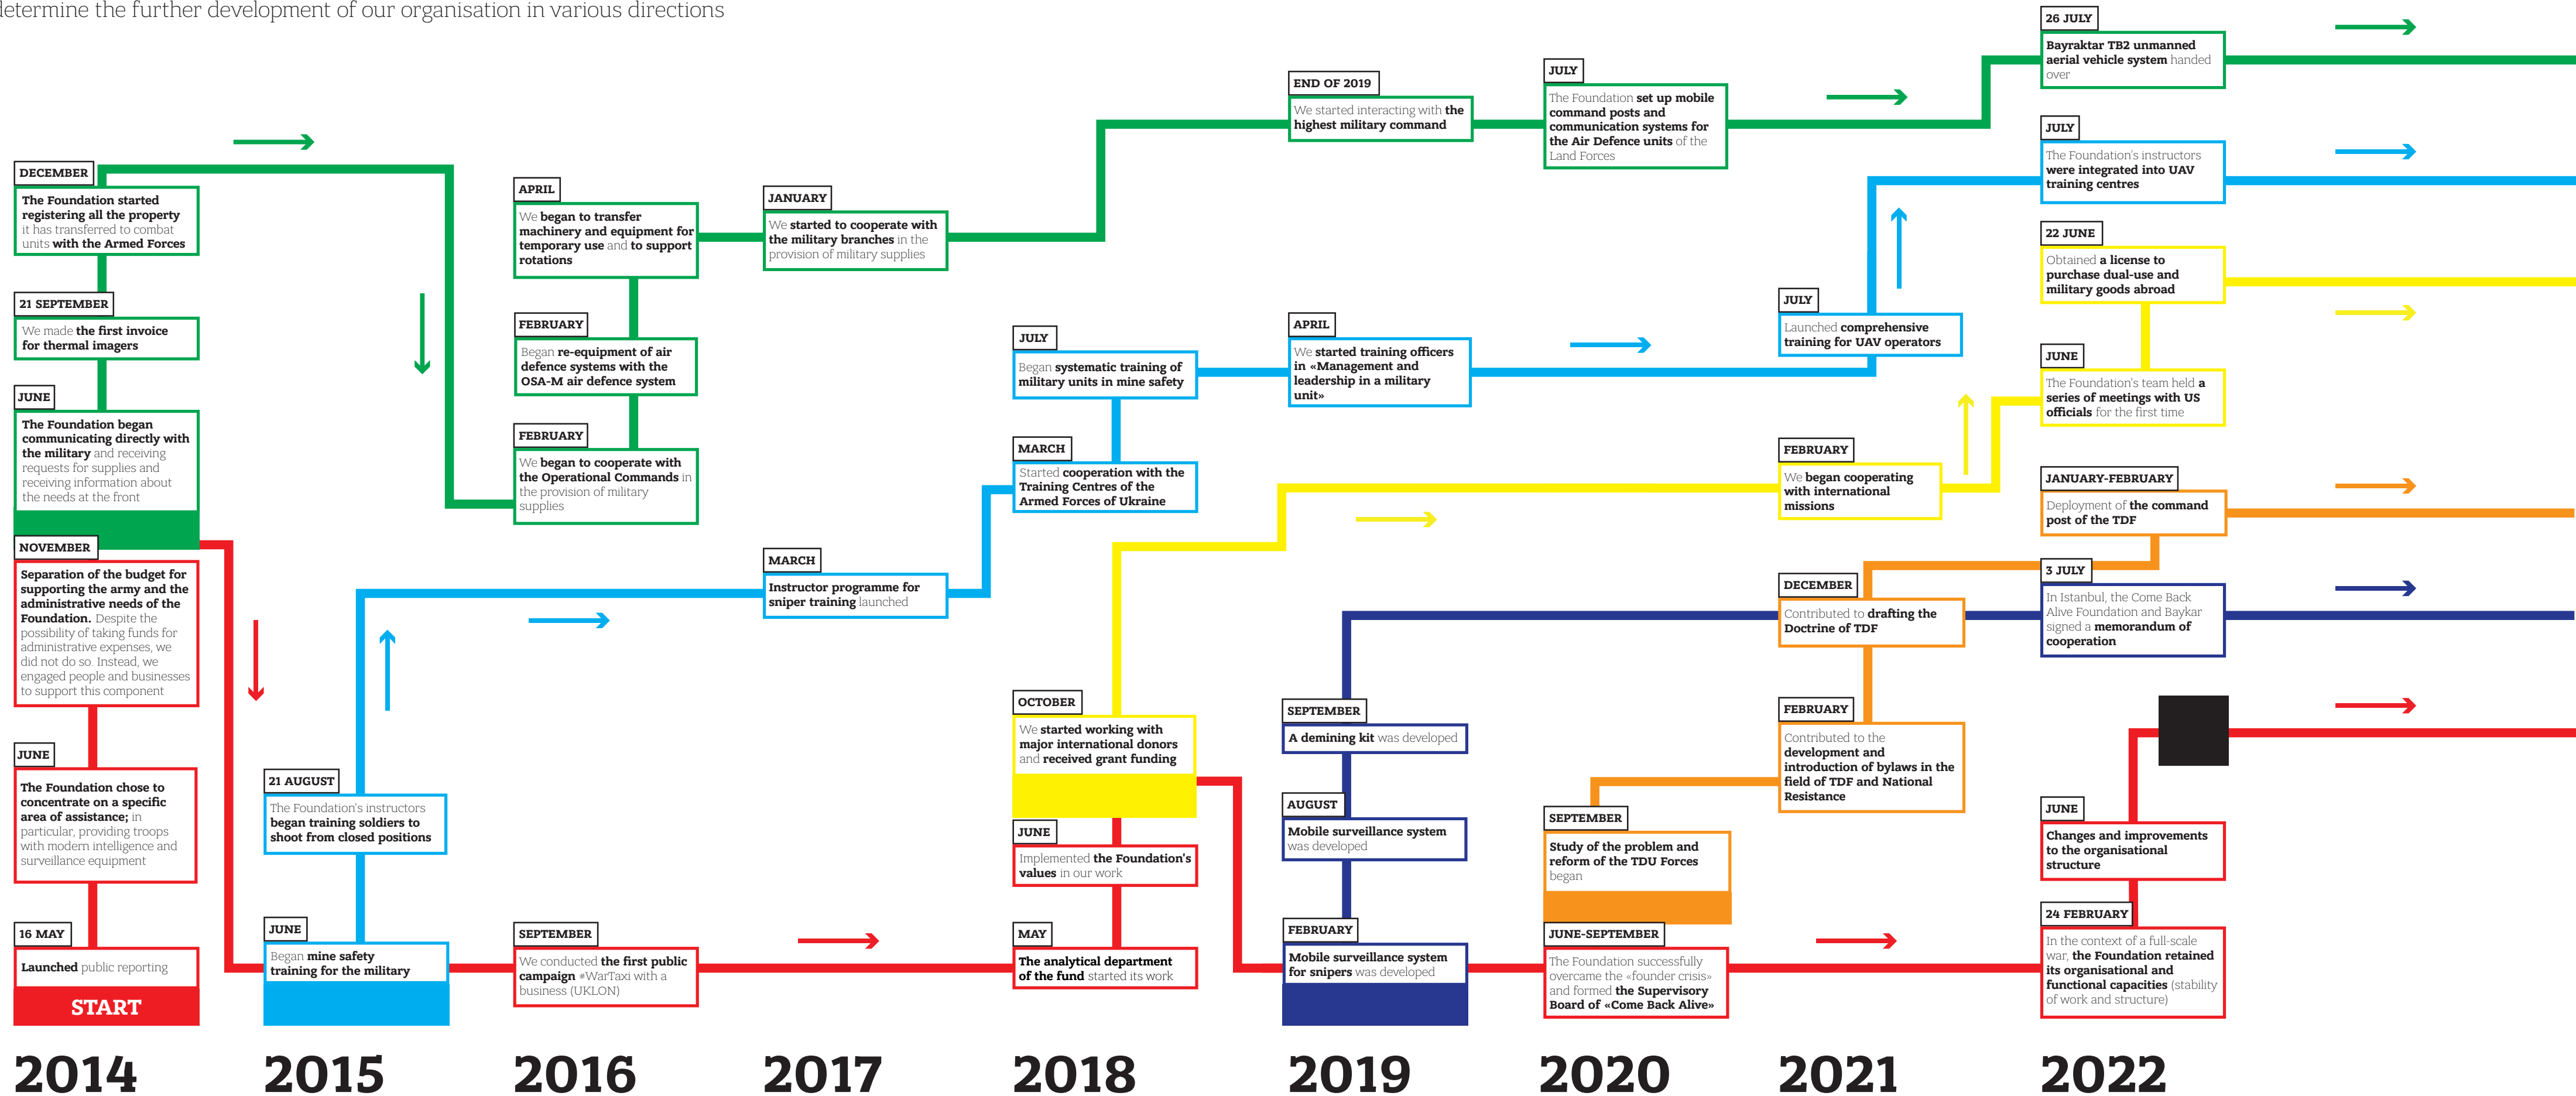 determine the further development of our organisation in various directions
DECEMBER
The Foundation started
registering all the property
it has transferred to combat
units with the Armed Forces
21 SEPTEMBER
We made the first invoice
for thermal imagers
JUNE
The Foundation began
communicating directly with
the military and receiving
requests for supplies and
receiving information about
the needs at the front
NOVEMBER
Separation of the budget for
supporting the army and the
administrative needs of the
Foundation. Despite the
possibility of taking funds for
administrative expenses, we
did not do so. Instead, we
engaged people and businesses
to support this component
JUNE
The Foundation chose to
concentrate on a specific
area of assistance; in
particular, providing troops
with modern intelligence and
surveillance equipment
16 MAY
Launched public reporting
START
2014
21 AUGUST
The Foundation's instructors
began training soldiers to
shoot from closed positions
JUNE
Began mine safety
training for the military
2015
APRIL
We began to transfer
machinery and equipment for
temporary use and to support
rotations
FEBRUARY
Began re-equipment of air
defence systems with the
OSA-M air defence system
FEBRUARY
We began to cooperate with
the Operational Commands in
the provision of military
supplies
SEPTEMBER
We conducted the first public
campaign #WarTaxi with a
business (UKLON)
2016
JANUARY
We started to cooperate with
the military branches in the
provision of military supplies
MARCH
Instructor programme for
sniper training launched
2017
JULY
Began systematic training of
military units in mine safety
MARCH
Started cooperation with the
Training Centres of the
Armed Forces of Ukraine
OCTOBER
We started working with
major international donors
and received grant funding
JUNE
Implemented the Foundation's
values in our work
MAY
The analytical department
of the fund started its work
2018
END OF 2019
We started interacting with the
highest military command
APRIL
We started training officers
in «Management and
leadership in a military
unit»
SEPTEMBER
A demining kit was developed
AUGUST
Mobile surveillance system
was developed
FEBRUARY
Mobile surveillance system
for snipers was developed
2019
JULY
The Foundation set up mobile
command posts and
communication systems for
the Air Defence units of the
Land Forces
SEPTEMBER
Study of the problem and
reform of the TDU Forces
began
JUNE-SEPTEMBER
The Foundation successfully
overcame the «founder crisis»
and formed the Supervisory
Board of «Come Back Alive»
2020
JULY
Launched comprehensive
training for UAV operators
FEBRUARY
We began cooperating
with international
missions
DECEMBER
Contributed to drafting the
Doctrine of TDF
FEBRUARY
Contributed to the
development and
introduction of bylaws in the
field of TDF and National
Resistance
2021
26 JULY
Bayraktar TB2 unmanned
aerial vehicle system handed
over
JULY
The Foundation's instructors
were integrated into UAV
training centres
22 JUNE
Obtained a license to
purchase dual-use and
military goods abroad
JUNE
The Foundation's team held a
series of meetings with US
officials for the first time
JANUARY-FEBRUARY
Deployment of the command
post of the TDF
3 JULY
In Istanbul, the Come Back
Alive Foundation and Baykar
signed a memorandum of
cooperation
JUNE
Changes and improvements
to the organisational
structure
24 FEBRUARY
In the context of a full-scale
war, the Foundation retained
its organisational and
functional capacities (stability
of work and structure)
2022